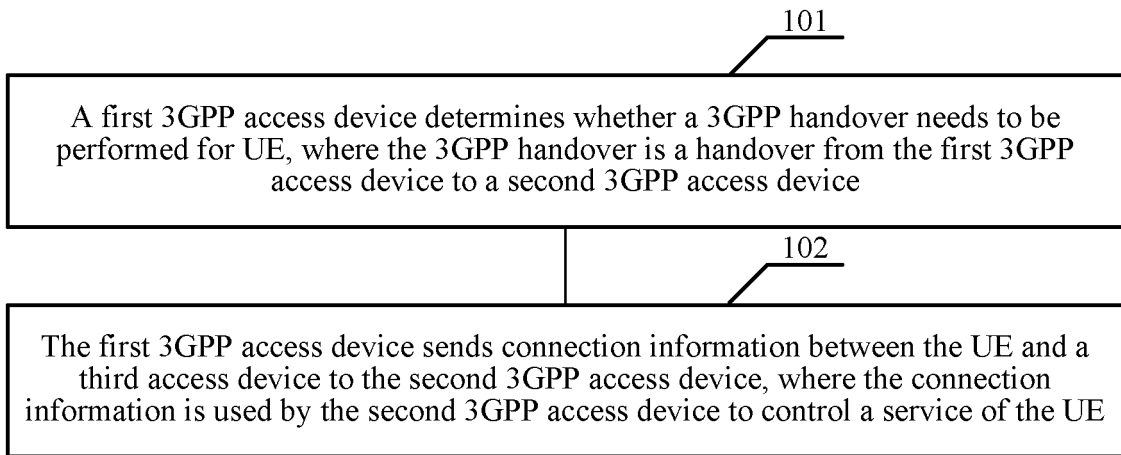 101
A first 3GPP access device determines whether a 3GPP handover needs to be
performed for UE, where the 3GPP handover is a handover from the first 3GPP
access device to a second 3GPP access device
102
The first 3GPP access device sends connection information between the UE and a
third access device to the second 3GPP access device, where the connection
information is used by the second 3GPP access device to control a service of the UE